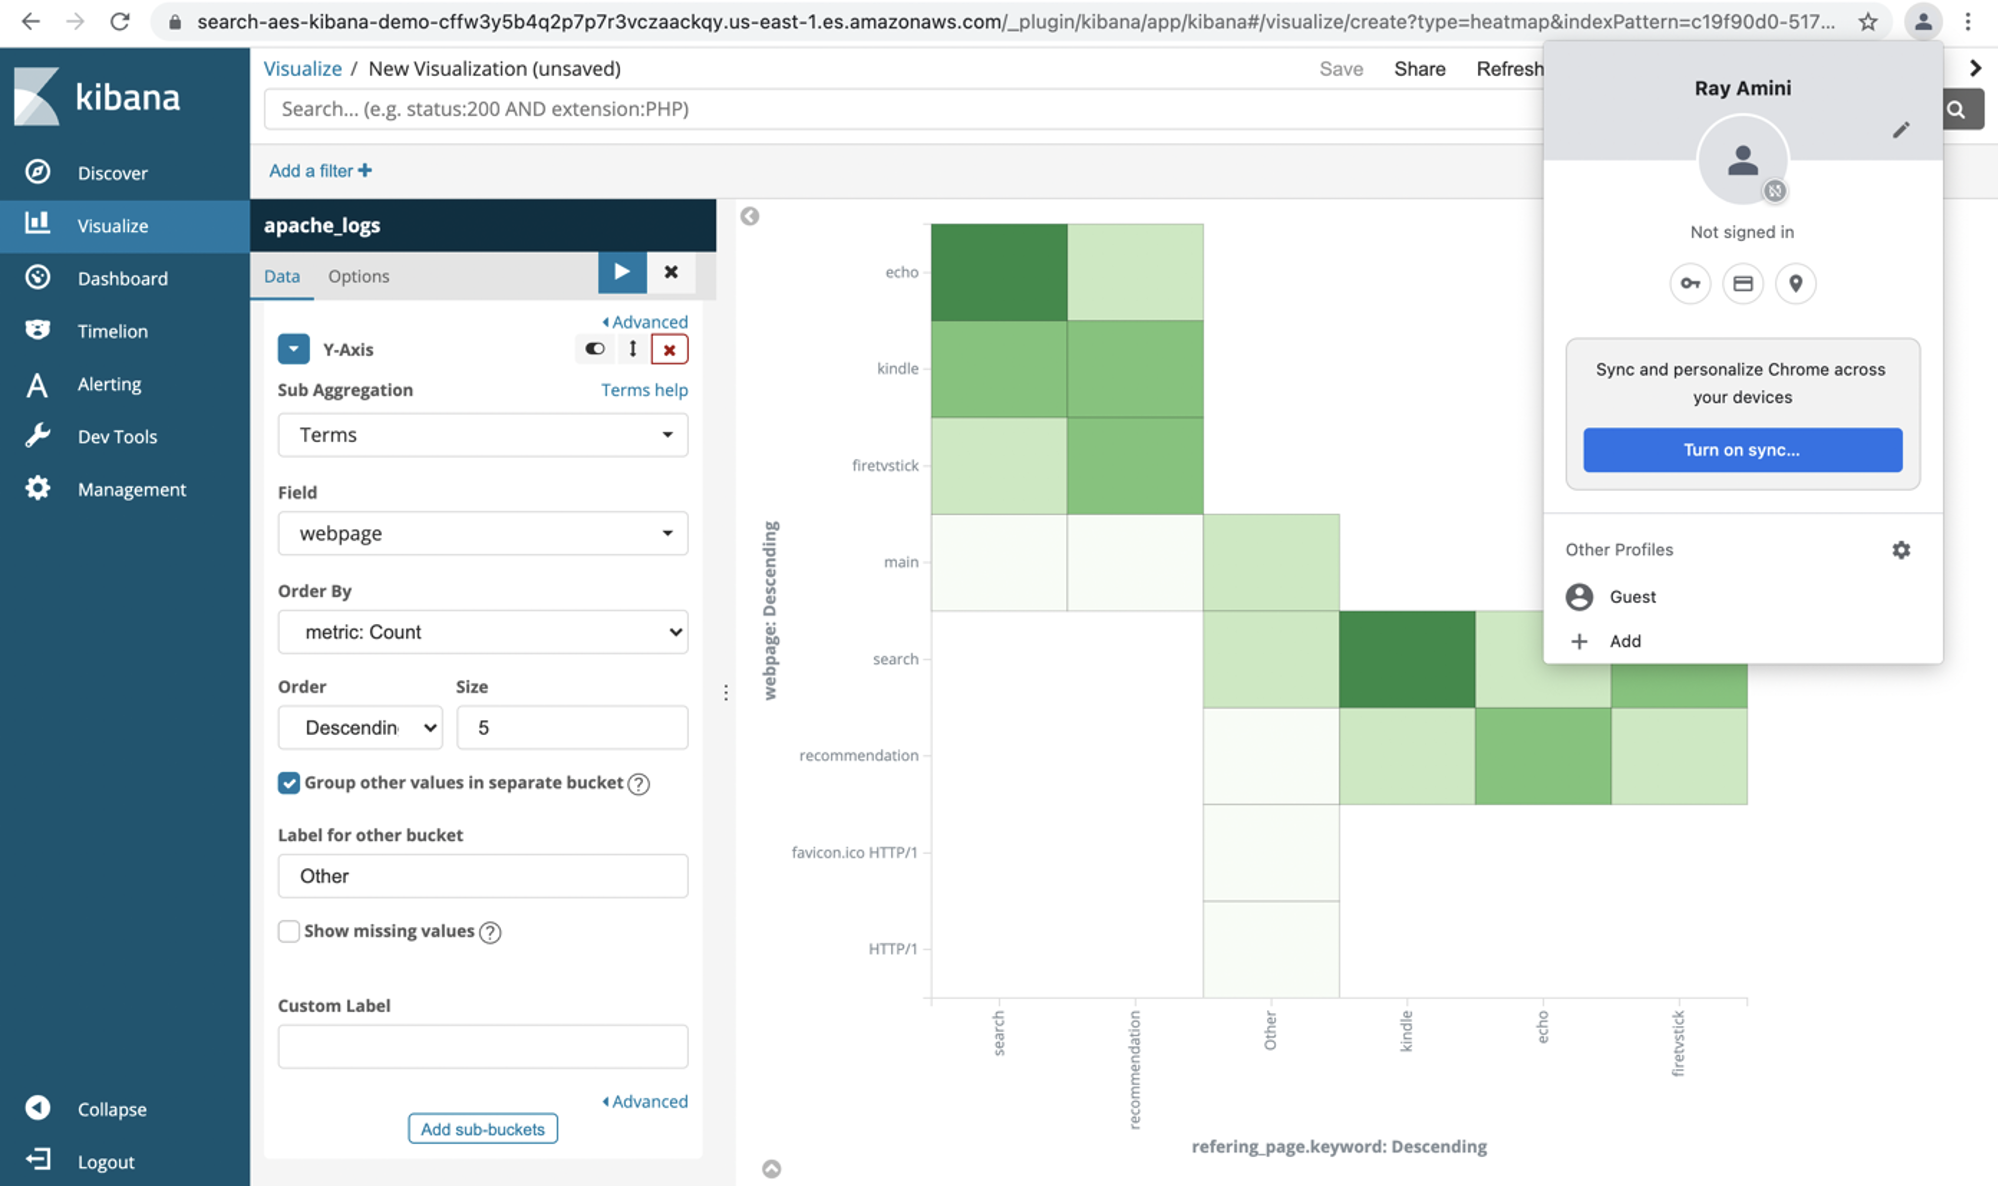 search-aes-kibana-demo-cffw3y5b4q2p7p7r3vczaackqy.us-east-1.es.amazonaws.com/_plugin/kibana/app/kibana#/visualize/create?type=heatmap&indexPattern=c19f90d0-517...
kibana
Discover
Visualize
Dashboard
Timelion
Alerting
Dev Tools
Management
Collapse
Logout
Visualize / New Visualization (unsaved)
Save Share Refresh
Search... (e.g. status:200 AND extension:PHP)
Add a filter +
apache_logs
Data Options
Advanced
Y-Axis
Sub Aggregation Terms help
Terms
Field
webpage
Order By
metric: Count
Order Size
Descendin 5
Group other values in separate bucket ?
Label for other bucket
Other
Show missing values ?
Custom Label
Advanced
Add sub-buckets
webpage: Descending
echo
kindle
firetvstick
main
search
recommendation
favicon.ico HTTP/1
HTTP/1
search
recommendation
Other
kindle
echo
firetvstick
refering_page.keyword: Descending
Ray Amini
Not signed in
Sync and personalize Chrome across
your devices
Turn on sync...
Other Profiles
Guest
Add